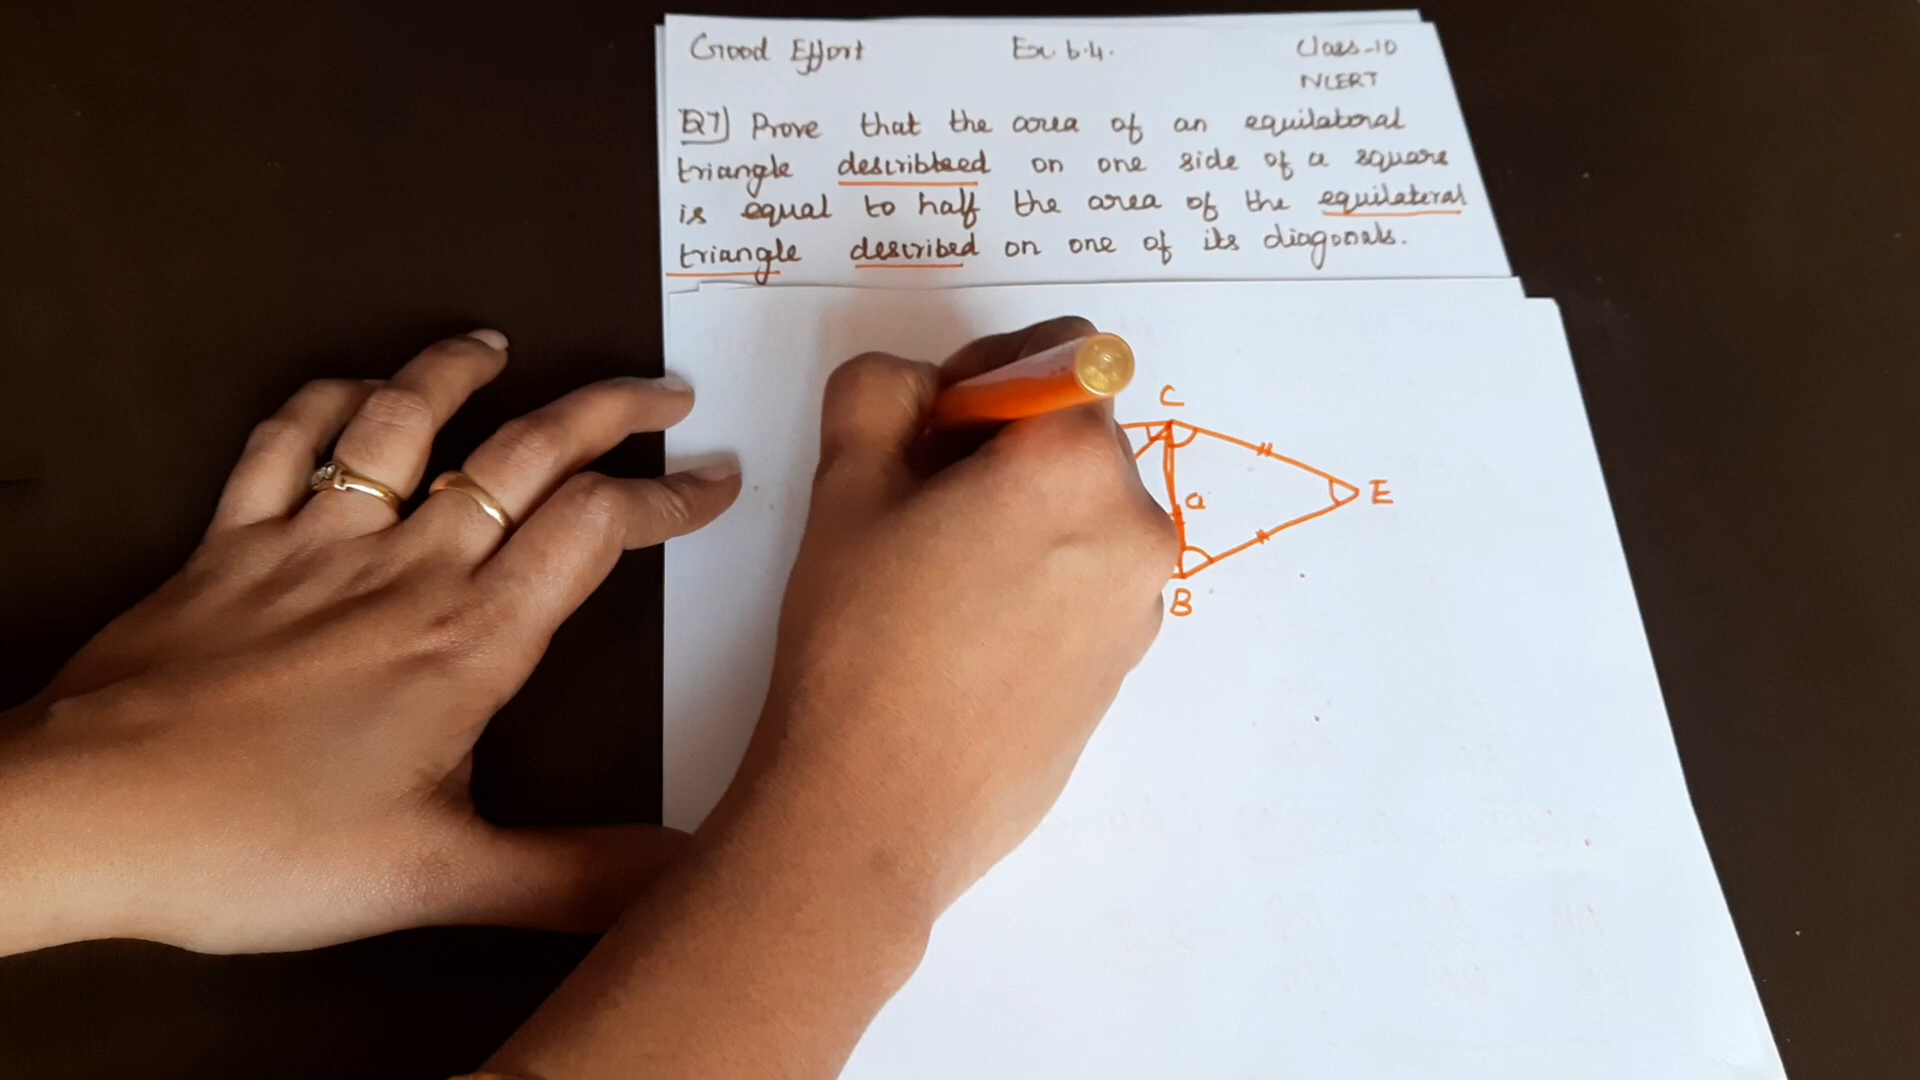 Good Effort Ex 6.4. Class-10
NCERT
Q7) Prove that the area of an equilateral
triangle describteed on one side of a square
is equal to half the area of the equilateral
triangle described on one of its diagonals.
C
a
E
B